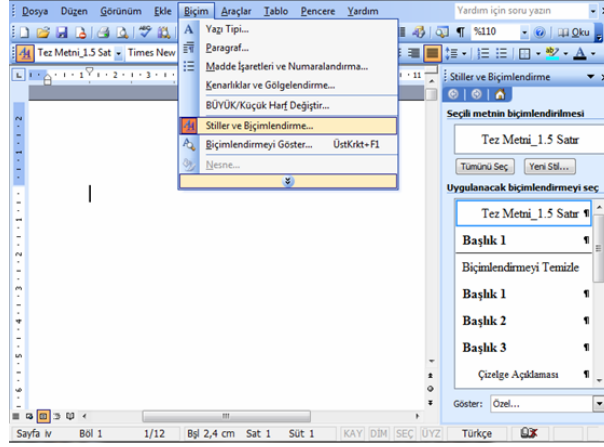 Dosya Düzen Görünüm Ekle Biçim Araçlar Tablo Pencere Yardım
Yardım için soru yazın
¶ %110 Oku
Tez Metni_1.5 Sat Times New
Yazı Tipi...
Paragraf...
Madde İşaretleri ve Numaralandırma...
Kenarlıklar ve Gölgelendirme...
BÜYÜK/Küçük Harf Değiştir...
Stiller ve Biçimlendirme...
Biçimlendirmeyi Göster... ÜstKrkt+F1
Nesne...
Stiller ve Biçimlendirme
Seçili metnin biçimlendirilmesi
Tez Metni_1.5 Satır
Tümünü Seç Yeni Stil...
Uygulanacak biçimlendirmeyi seç
Tez Metni_1.5 Satır ¶
Başlık 1 ¶
Biçimlendirmeyi Temizle
Başlık 1 ¶
Başlık 2 ¶
Başlık 3 ¶
Çizelge Açıklaması ¶
Göster: Özel...
Sayfa iv Böl 1 1/12 Bşl 2,4 cm Sat 1 Süt 1 KAY DİM SEÇ ÜYZ Türkçe